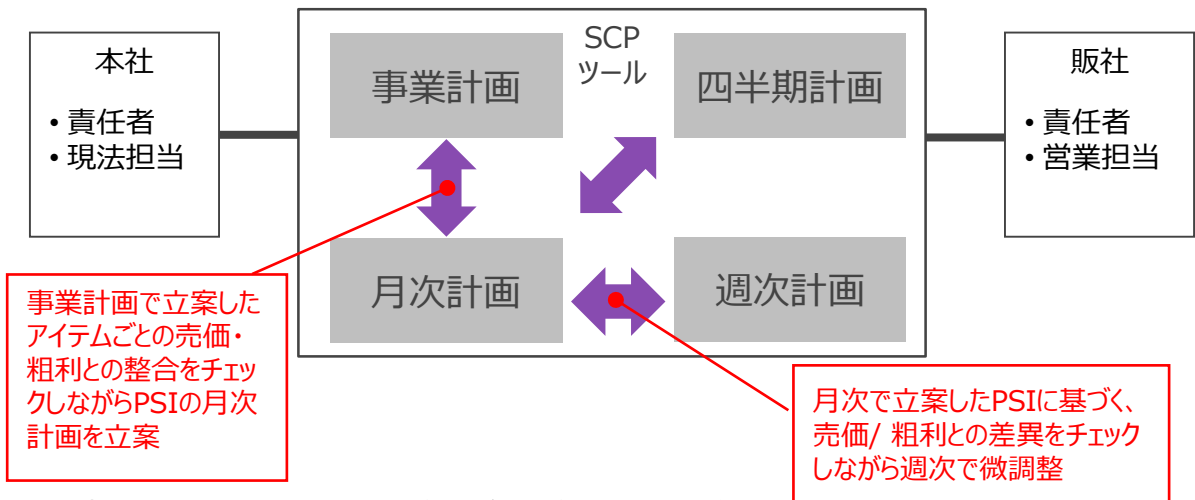 本社
• 責任者
• 現法担当
SCP
ツール
事業計画
四半期計画
月次計画
週次計画
販社
• 責任者
• 営業担当
事業計画で立案した
アイテムごとの売価・
粗利との整合をチェッ
クしながらPSIの月次
計画を立案
月次で立案したPSIに基づく、
売価/ 粗利との差異をチェック
しながら週次で微調整